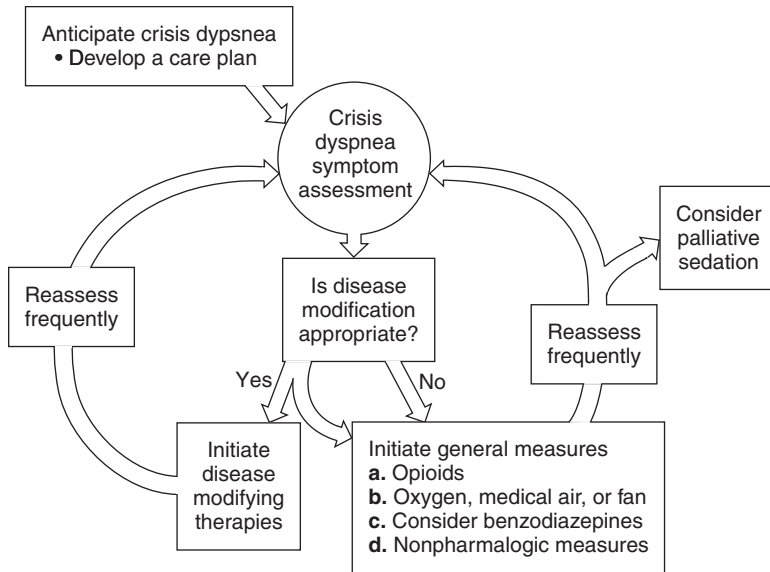 Anticipate crisis dypsnea
• Develop a care plan
Crisis
dyspnea
symptom
assessment
Consider
palliative
sedation
Is disease
modification
appropriate?
Reassess
frequently
Reassess
frequently
Yes
No
Initiate
disease
modifying
therapies
Initiate general measures
a. Opioids
b. Oxygen, medical air, or fan
c. Consider benzodiazepines
d. Nonpharmalogic measures